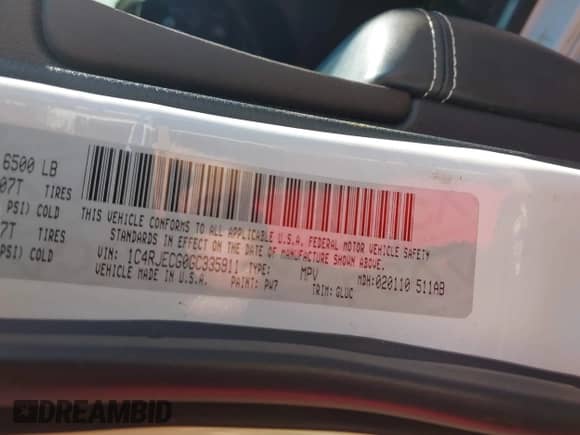 6500 LB
07T TIRES
PSI) COLD
7T TIRES
PSI) COLD
THIS VEHICLE CONFORMS TO ALL APPLICABLE U.S.A. FEDERAL MOTOR VEHICLE SAFETY
STANDARDS IN EFFECT ON THE DATE OF MANUFACTURE SHOWN ABOVE.
VIN: 1C4RJECG0GC335911 TYPE: MPV MDH:020110 511AB
VEHICLE MADE IN U.S.A. PAINT: PW7 TRIM: GLUC
DREAMBID